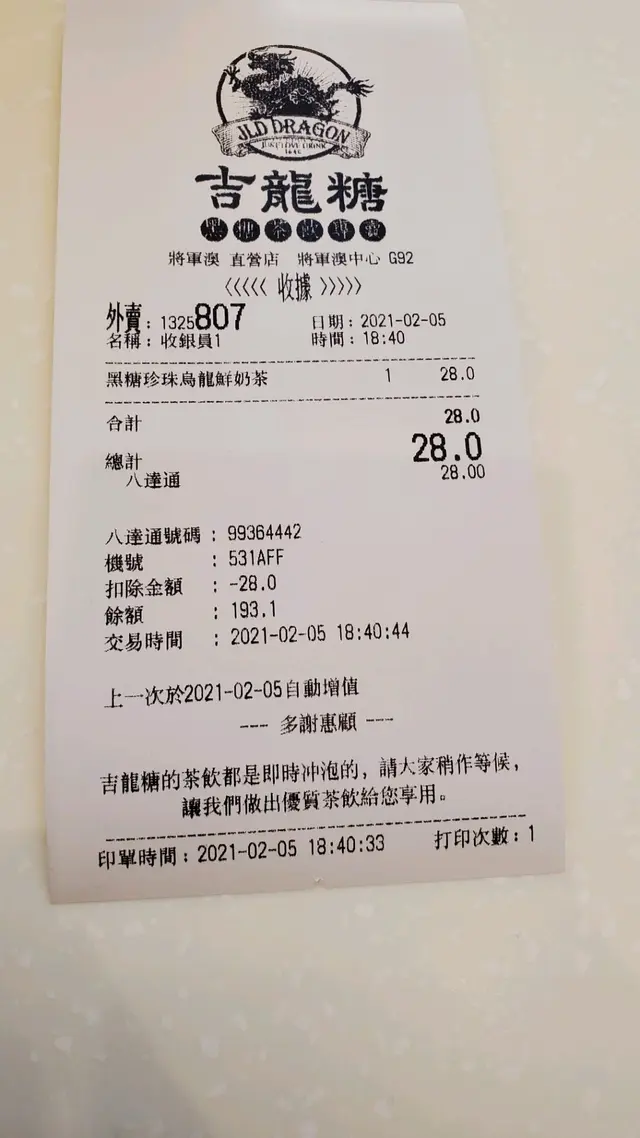 JLD DRAGON
JUST LOVE DRINK
吉龍糖
黑糖茶飲專賣
將軍澳 直營店 將軍澳中心 G92
<<<<< 收據 >>>>>
外賣：1325807 日期：2021-02-05
名稱：收銀員1 時間：18:40
黑糖珍珠烏龍鮮奶茶 1 28.0
合計 28.0
總計 28.0
八達通 28.00
八達通號碼 : 99364442
機號 : 531AFF
扣除金額 : -28.0
餘額 : 193.1
交易時間 : 2021-02-05 18:40:44
上一次於2021-02-05自動增值
--- 多謝惠顧 ---
吉龍糖的茶飲都是即時沖泡的，請大家稍作等候，
讓我們做出優質茶飲給您享用。
印單時間：2021-02-05 18:40:33 打印次數：1